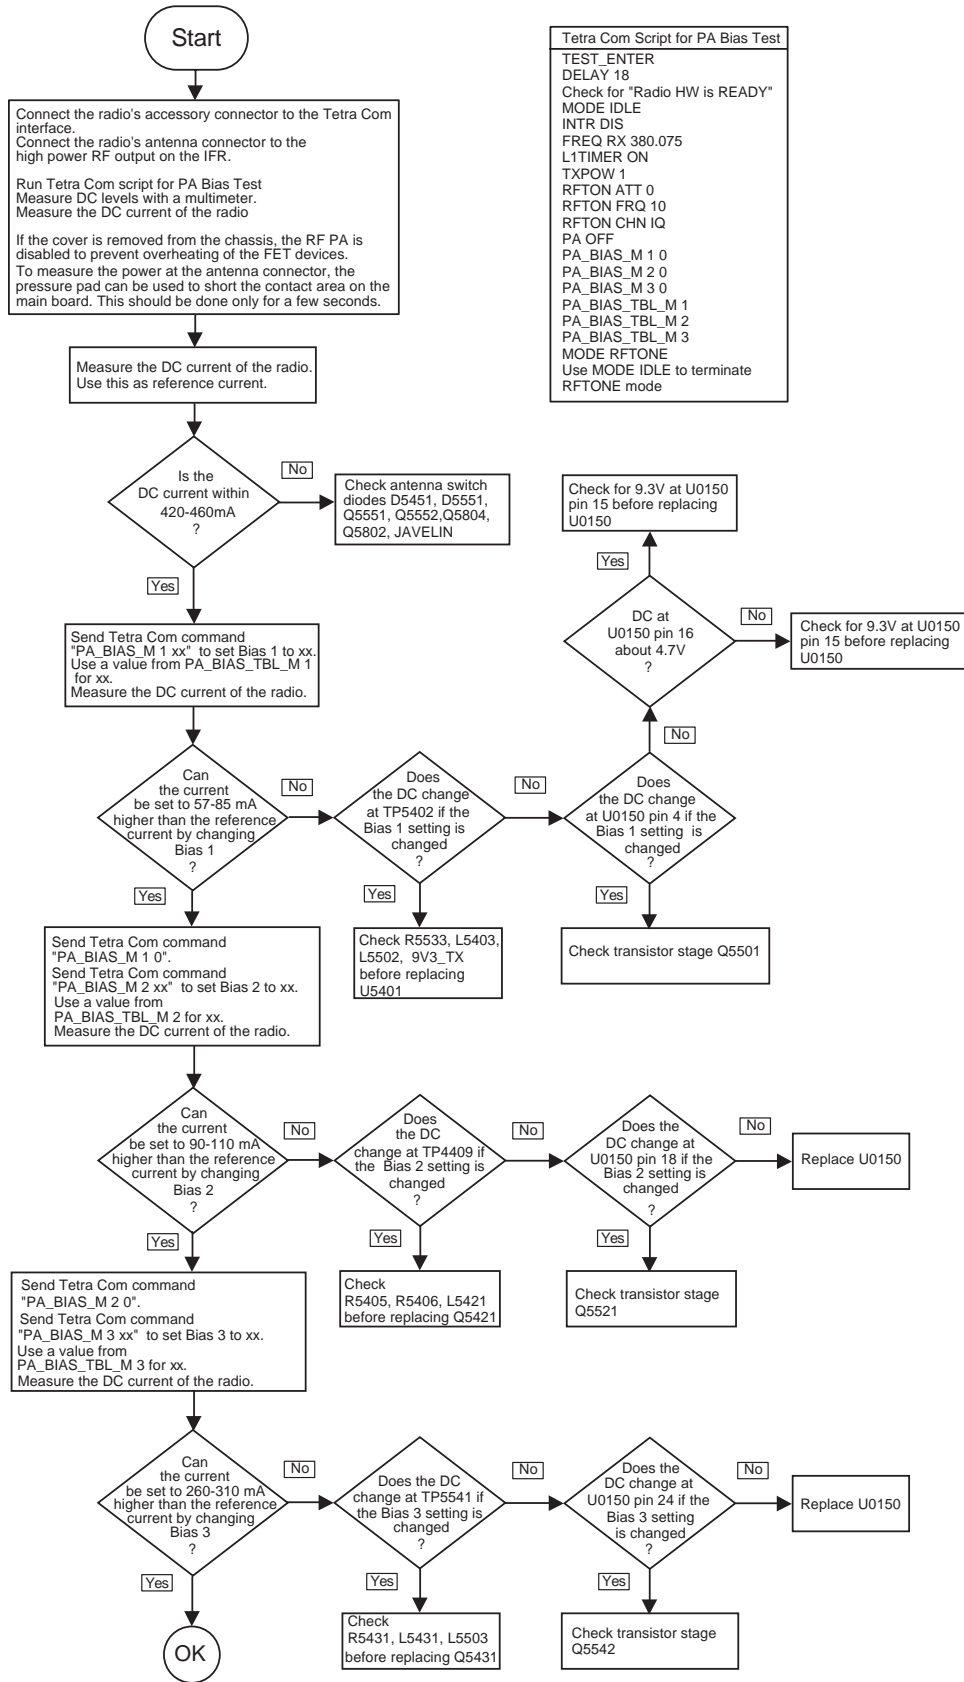 Start
Connect the radio's accessory connector to the Tetra Com
interface.
Connect the radio's antenna connector to the
high power RF output on the IFR.
Run Tetra Com script for PA Bias Test
Measure DC levels with a multimeter.
Measure the DC current of the radio
If the cover is removed from the chassis, the RF PA is
disabled to prevent overheating of the FET devices.
To measure the power at the antenna connector, the
pressure pad can be used to short the contact area on the
main board. This should be done only for a few seconds.
Tetra Com Script for PA Bias Test
TEST_ENTER
DELAY 18
Check for "Radio HW is READY"
MODE IDLE
INTR DIS
FREQ RX 380.075
L1TIMER ON
TXPOW 1
RFTON ATT 0
RFTON FRQ 10
RFTON CHN IQ
PA OFF
PA_BIAS_M 1 0
PA_BIAS_M 2 0
PA_BIAS_M 3 0
PA_BIAS_TBL_M 1
PA_BIAS_TBL_M 2
PA_BIAS_TBL_M 3
MODE RFTONE
Use MODE IDLE to terminate
RFTONE mode
Measure the DC current of the radio.
Use this as reference current.
Is the
DC current within
420-460mA
?
No
Check antenna switch
diodes D5451, D5551,
Q5551, Q5552,Q5804,
Q5802, JAVELIN
Yes
Send Tetra Com command
"PA_BIAS_M 1 xx" to set Bias 1 to xx.
Use a value from PA_BIAS_TBL_M 1
for xx.
Measure the DC current of the radio.
Check for 9.3V at U0150
pin 15 before replacing
U0150
Yes
DC at
U0150 pin 16
about 4.7V
?
No
Check for 9.3V at U0150
pin 15 before replacing
U0150
No
Can
the current
be set to 57-85 mA
higher than the reference
current by changing
Bias 1
?
No
Does
the DC change
at TP5402 if the
Bias 1 setting is
changed
?
No
Does
the DC change
at U0150 pin 4 if the
Bias 1 setting is
changed
?
Yes
Yes
Yes
Check R5533, L5403,
L5502, 9V3_TX
before replacing
U5401
Check transistor stage Q5501
Send Tetra Com command
"PA_BIAS_M 1 0".
Send Tetra Com command
"PA_BIAS_M 2 xx" to set Bias 2 to xx.
Use a value from
PA_BIAS_TBL_M 2 for xx.
Measure the DC current of the radio.
Can
the current
be set to 90-110 mA
higher than the reference
current by changing
Bias 2
?
No
Does
the DC
change at TP4409 if
the Bias 2 setting is
changed
?
No
Does the
DC change at
U0150 pin 18 if the
Bias 2 setting is
changed
?
No
Replace U0150
Yes
Yes
Yes
Check
R5405, R5406, L5421
before replacing Q5421
Check transistor stage
Q5521
Send Tetra Com command
"PA_BIAS_M 2 0".
Send Tetra Com command
"PA_BIAS_M 3 xx" to set Bias 3 to xx.
Use a value from
PA_BIAS_TBL_M 3 for xx.
Measure the DC current of the radio.
Can
the current
be set to 260-310 mA
higher than the reference
current by changing
Bias 3
?
No
Does the DC
change at TP5541 if
the Bias 3 setting is
changed
?
No
Does the
DC change at
U0150 pin 24 if the
Bias 3 setting
is changed
?
No
Replace U0150
Yes
Yes
Yes
Check
R5431, L5431, L5503
before replacing Q5431
Check transistor stage
Q5542
OK